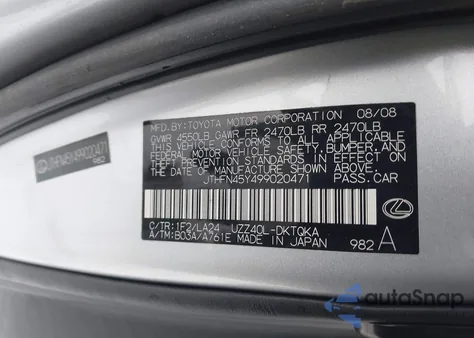 MFD.BY:TOYOTA MOTOR CORPORATION 08/08
GVWR 4550LB GAWR FR 2470LB RR 2470LB
THIS VEHICLE CONFORMS TO ALL APPLICABLE
FEDERAL MOTOR VEHICLE SAFETY, BUMPER, AND
THEFT PREVENTION STANDARDS IN EFFECT ON
THE DATE OF MANUFACTURE SHOWN ABOVE.
JTHFN45Y499020471 PASS.CAR
C/TR:1F2/LA24 UZZ40L-DKTQKA
A/TM:B03A/A761E MADE IN JAPAN 982 A
JTHFN45Y499020471
982
autoSnap